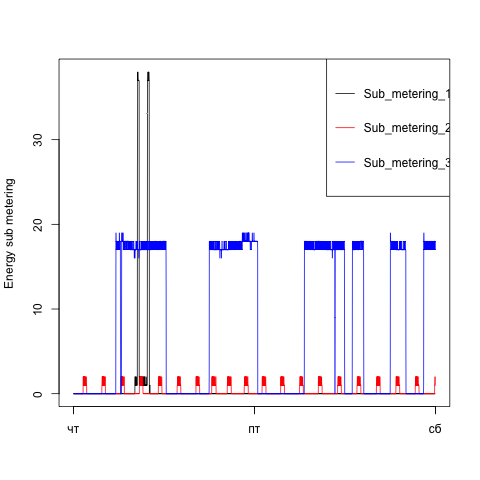 Sub_metering_1
Sub_metering_2
Sub_metering_3
Energy sub metering
30
20
10
0
чт пт сб